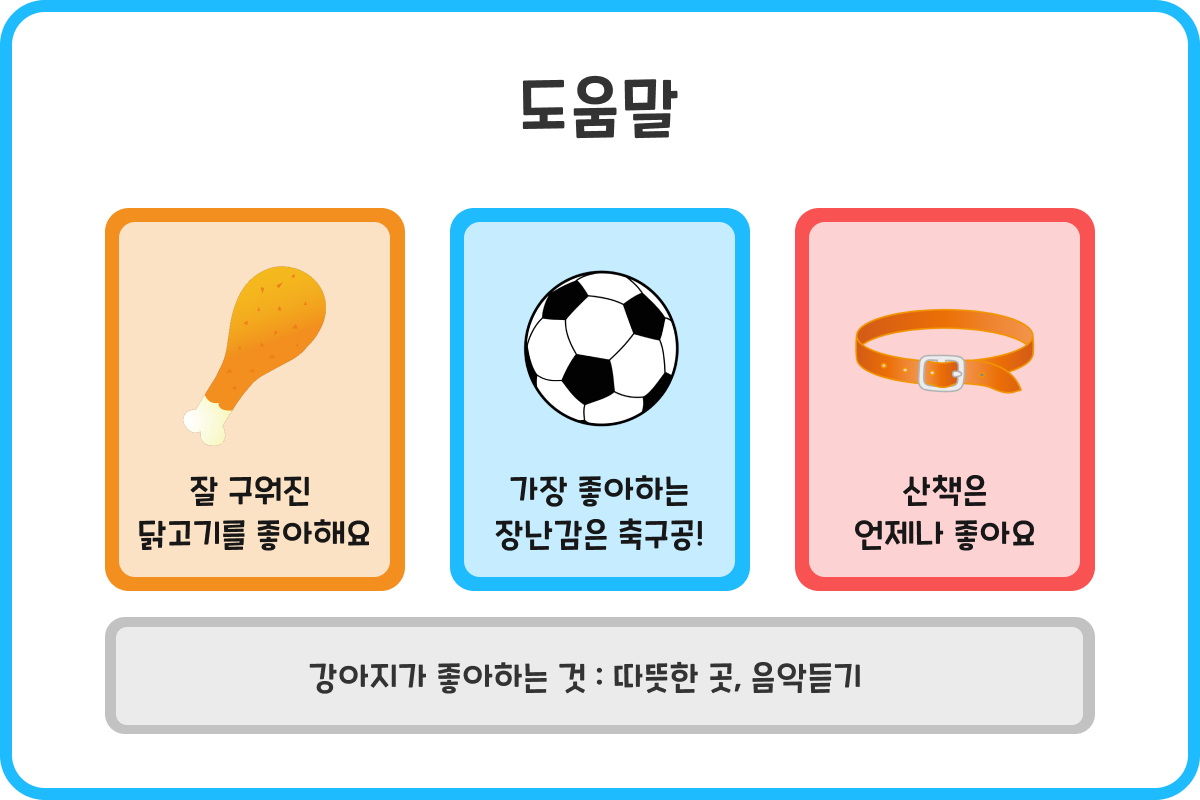 도움말
잘 구워진
닭고기를 좋아해요
가장 좋아하는
장난감은 축구공!
산책은
언제나 좋아요
강아지가 좋아하는 것 : 따뜻한 곳, 음악듣기